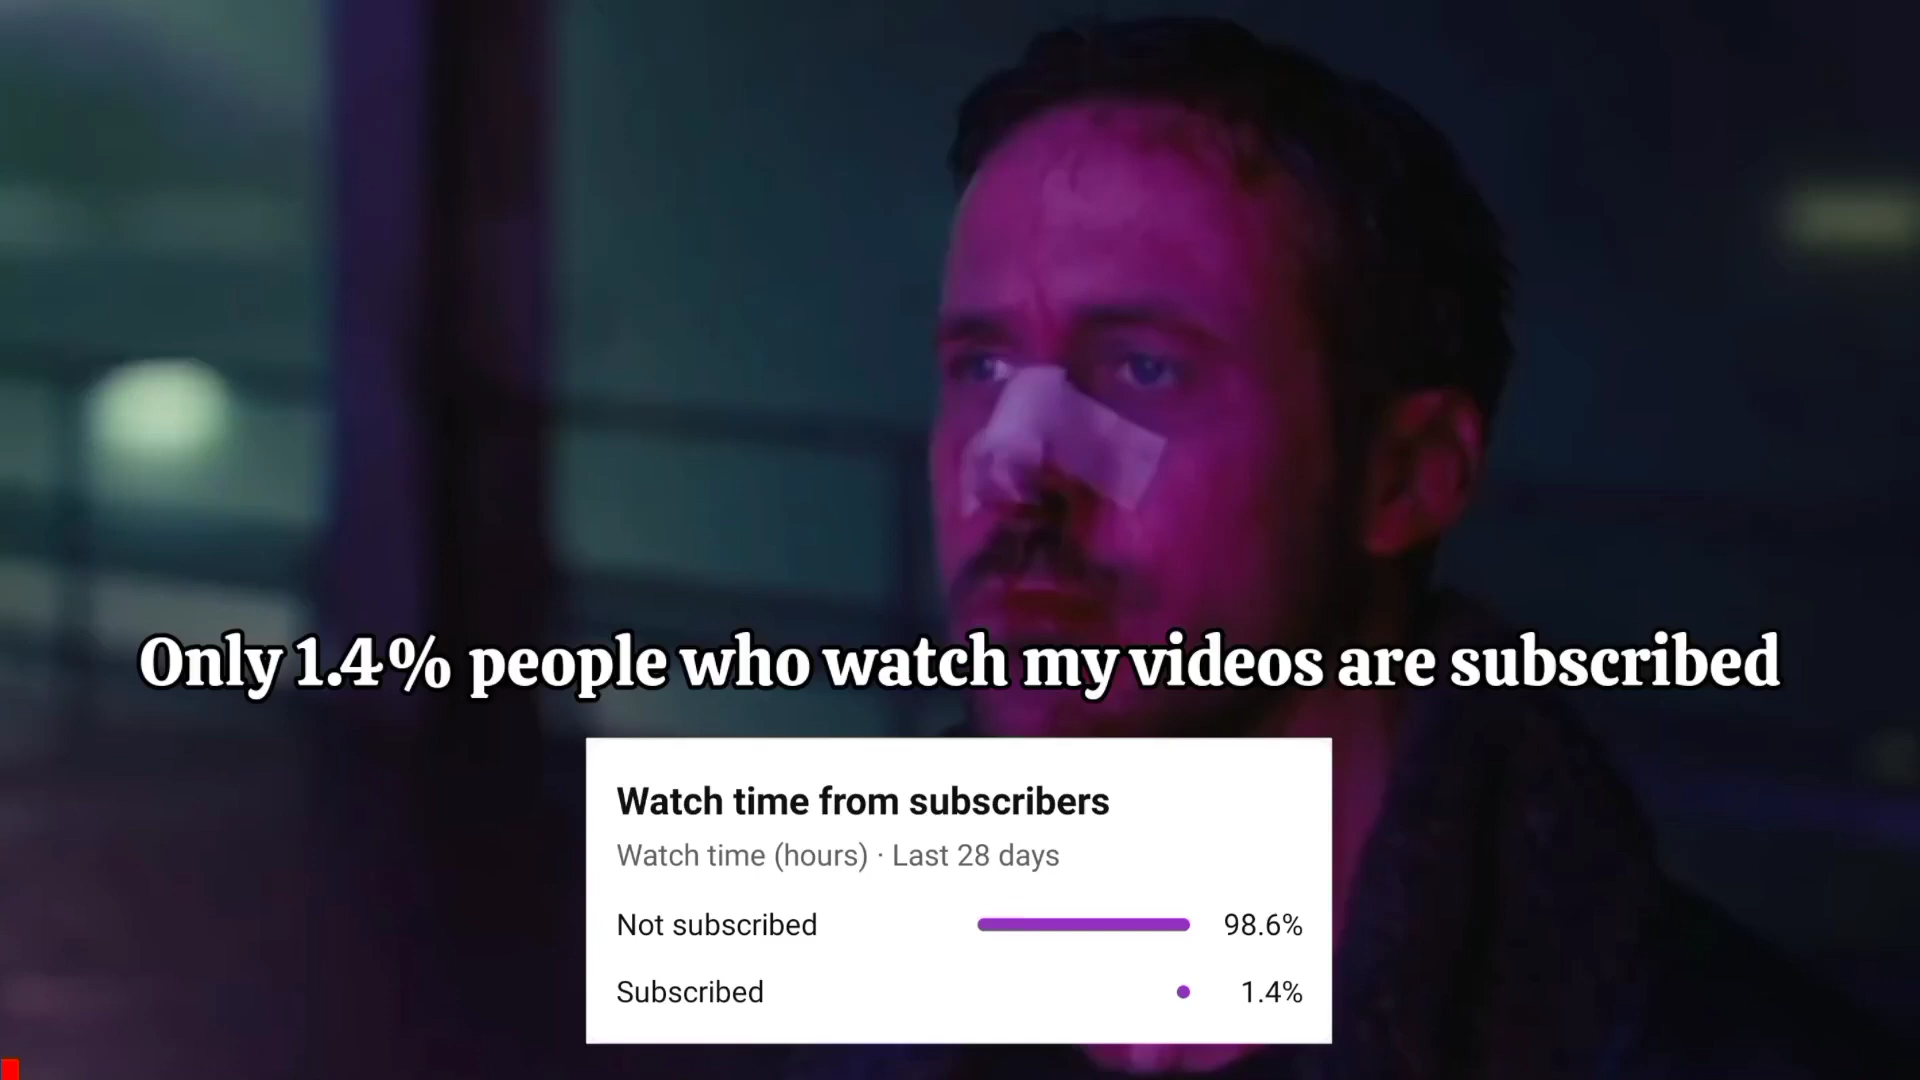 Only 1.4% people who watch my videos are subscribed
Watch time from subscribers
Watch time (hours) · Last 28 days
Not subscribed 98.6%
Subscribed 1.4%